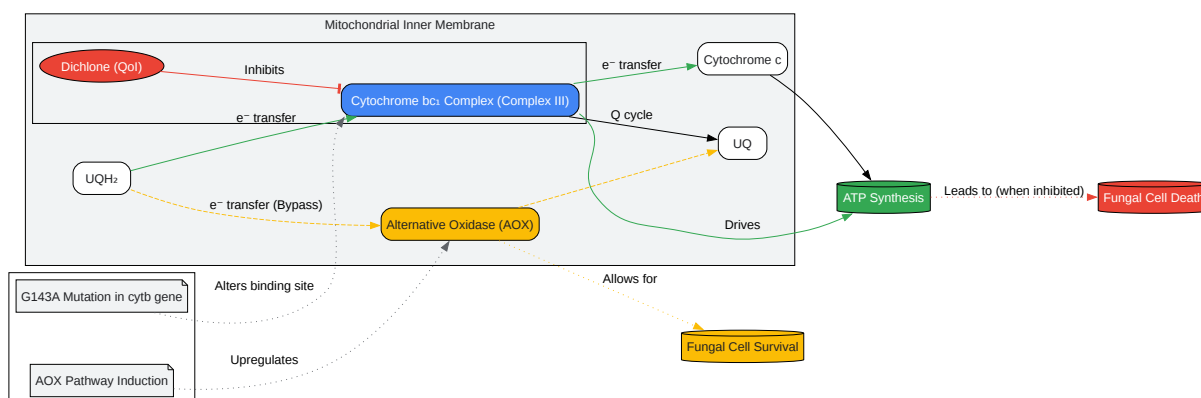 Mitochondrial Inner Membrane
Dichlone (QoI)
Inhibits
e⁻ transfer
Cytochrome c
Cytochrome bc₁ Complex (Complex III)
e⁻ transfer
Q cycle
UQ
UQH₂
e⁻ transfer (Bypass)
Alternative Oxidase (AOX)
Drives
ATP Synthesis
Leads to (when inhibited)
Fungal Cell Death
G143A Mutation in cytb gene
Alters binding site
Allows for
Fungal Cell Survival
Upregulates
AOX Pathway Induction